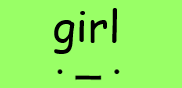 girl
. _ .